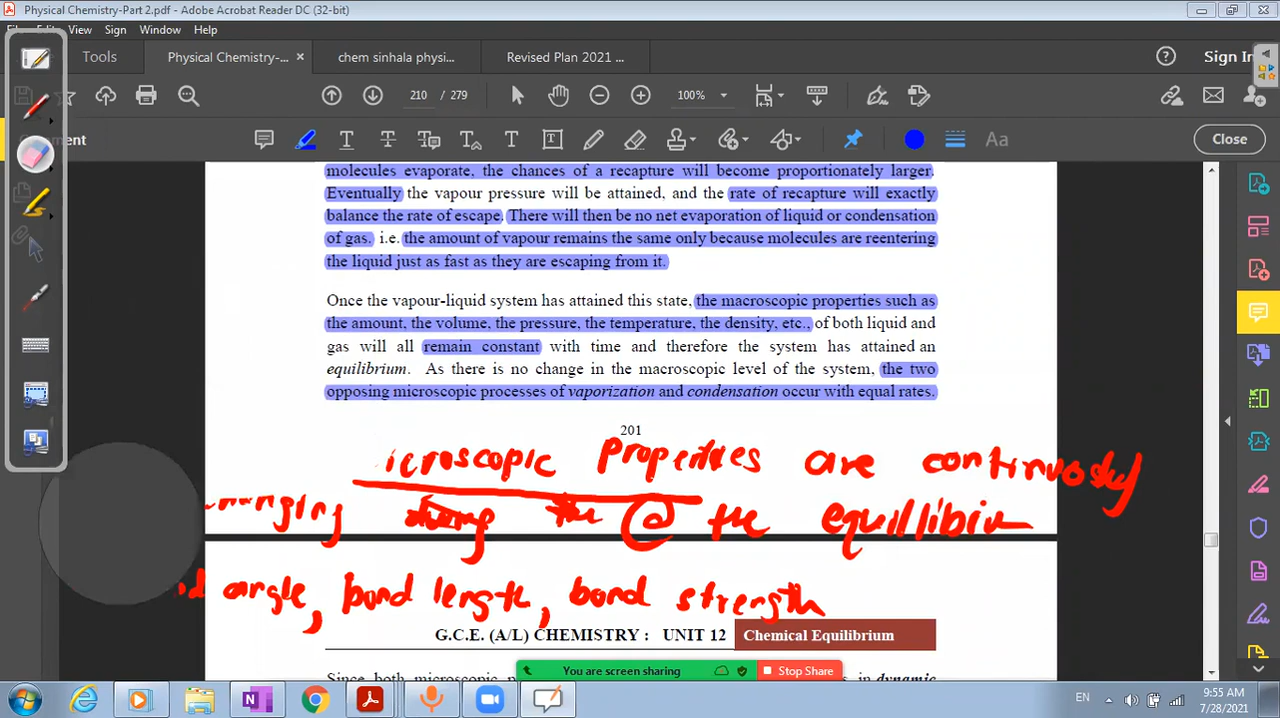 Physical Chemistry-Part 2.pdf - Adobe Acrobat Reader DC (32-bit)
View Sign Window Help
Tools Physical Chemistry-... × chem sinhala physi... Revised Plan 2021 ... Sign In
210 / 279 100%
Aa Close
molecules evaporate, the chances of a recapture will become proportionately larger.
Eventually the vapour pressure will be attained, and the rate of recapture will exactly
balance the rate of escape. There will then be no net evaporation of liquid or condensation
of gas, i.e. the amount of vapour remains the same only because molecules are reentering
the liquid just as fast as they are escaping from it.
Once the vapour-liquid system has attained this state, the macroscopic properties such as
the amount, the volume, the pressure, the temperature, the density, etc., of both liquid and
gas will all remain constant with time and therefore the system has attained an
equilibrium. As there is no change in the macroscopic level of the system, the two
opposing microscopic processes of vaporization and condensation occur with equal rates.
201
icroscopic properties are
the @ the
angle, bond length, bond strength
G.C.E. (A/L) CHEMISTRY : UNIT 12 Chemical Equilibrium
You are screen sharing Stop Share
Since both microscopic
EN 9:55 AM
7/28/2021